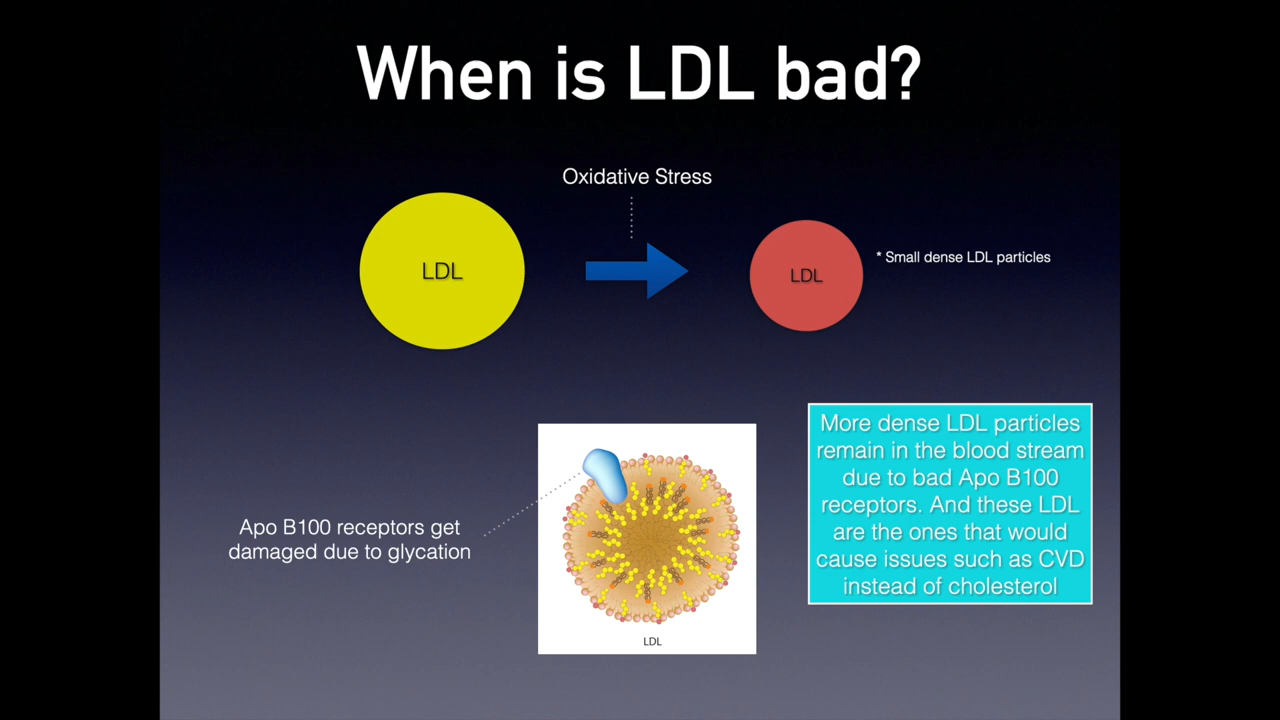 When is LDL bad?
Oxidative Stress
LDL
LDL
* Small dense LDL particles
More dense LDL particles
remain in the blood stream
due to bad Apo B100
receptors. And these LDL
are the ones that would
cause issues such as CVD
instead of cholesterol
Apo B100 receptors get
damaged due to glycation
LDL